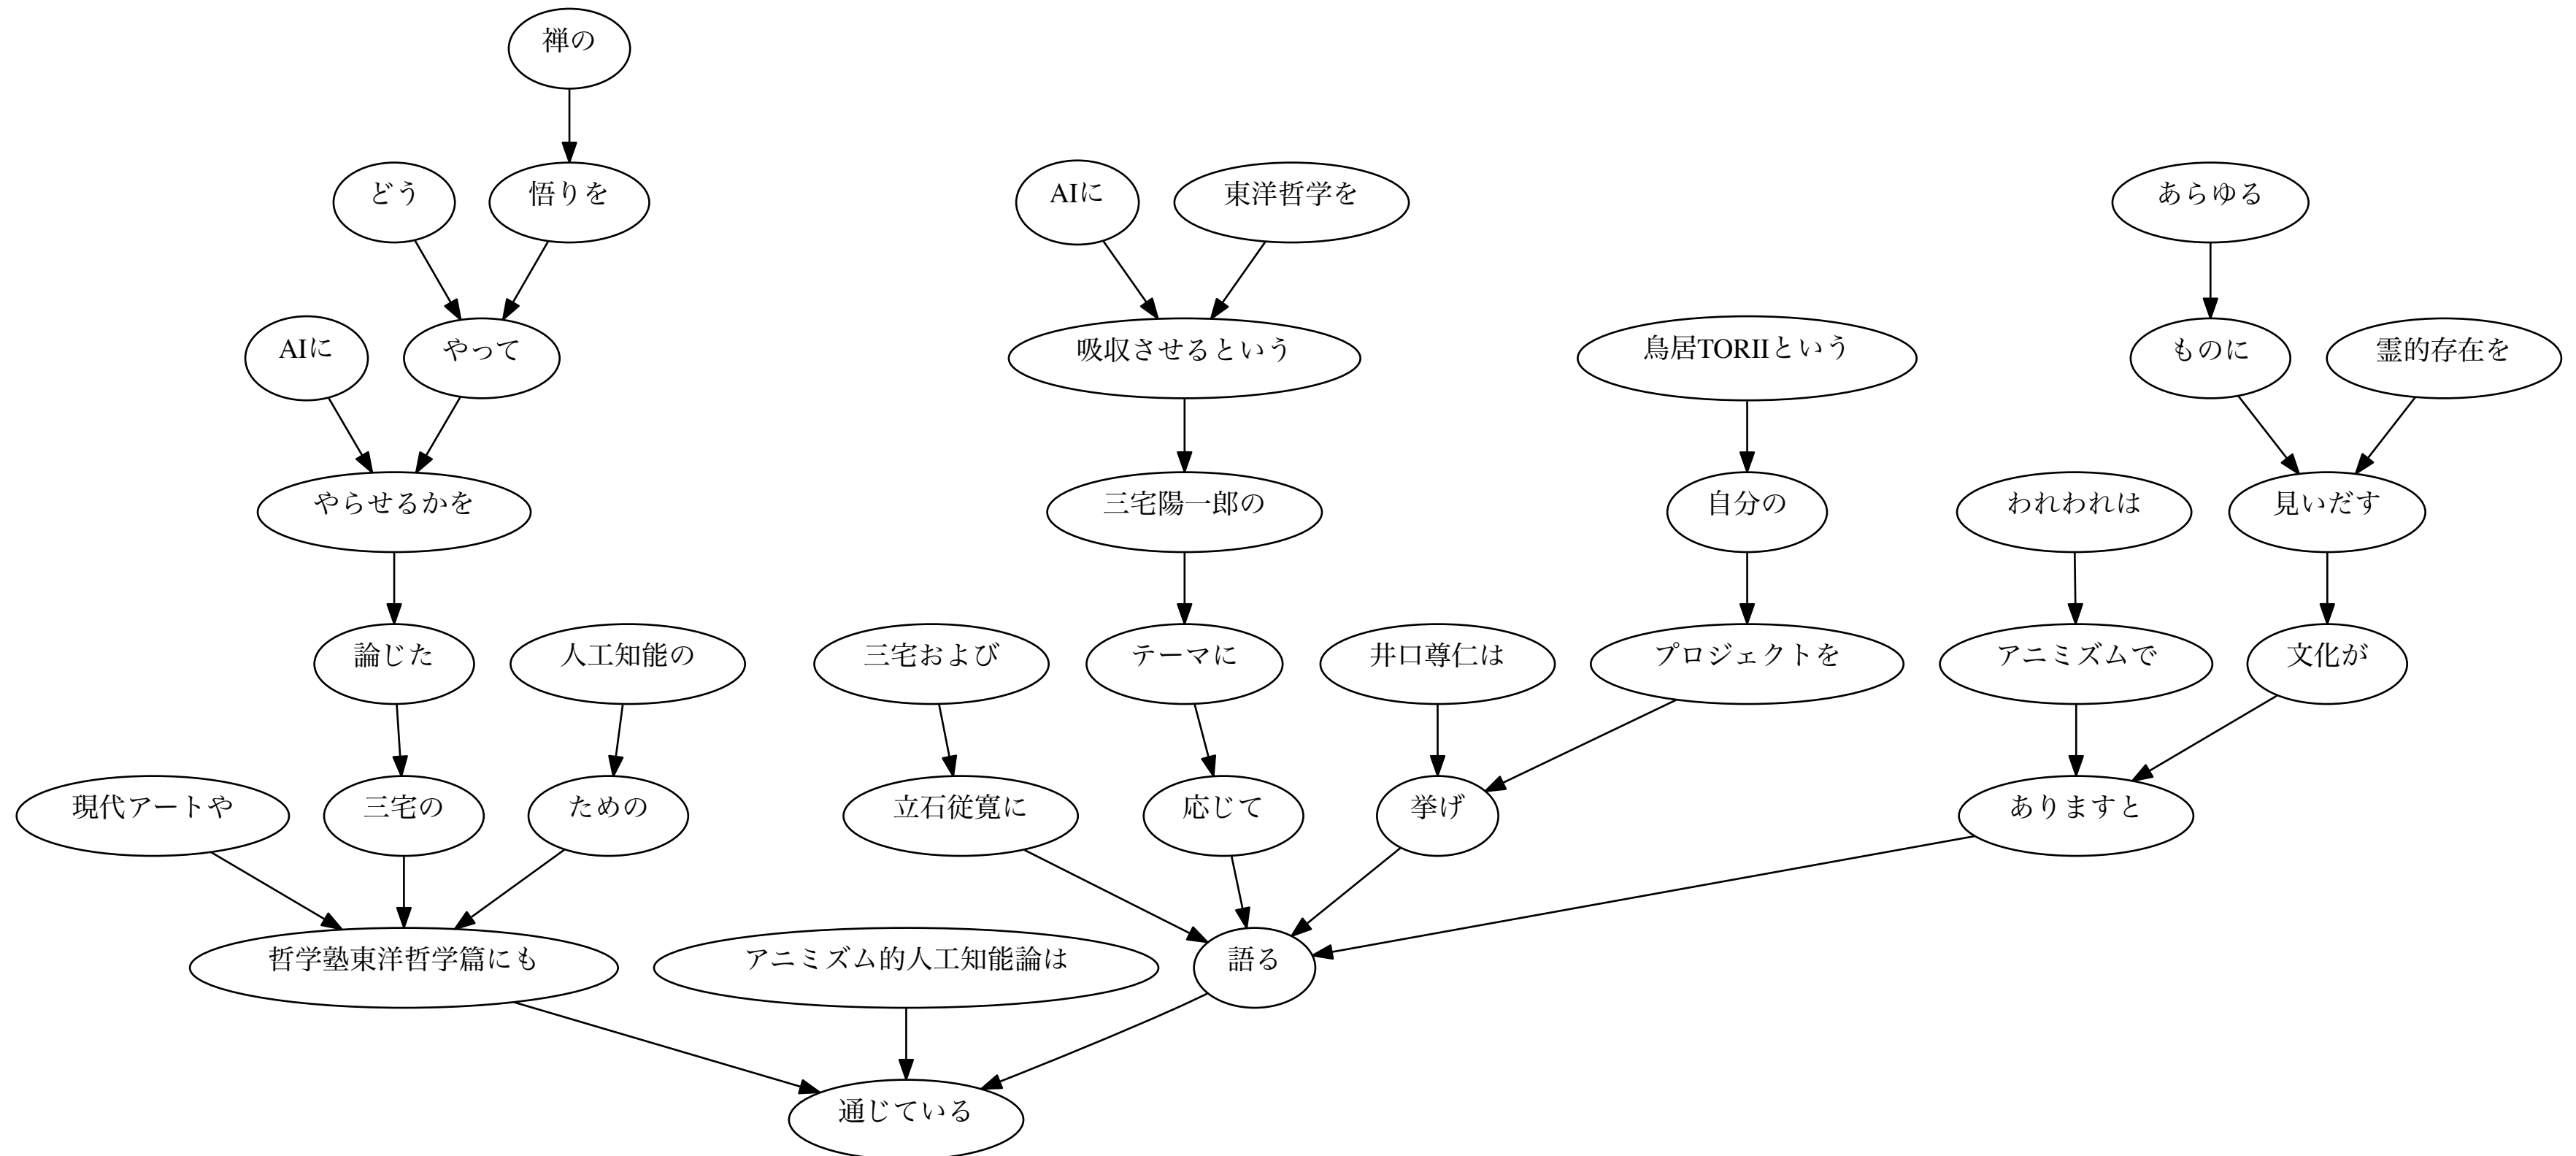 禅の
どう
悟りを
AIに
東洋哲学を
あらゆる
AIに
やって
吸収させるという
鳥居TORIIという
ものに
霊的存在を
やらせるかを
三宅陽一郎の
自分の
われわれは
見いだす
論じた
人工知能の
三宅および
テーマに
井口尊仁は
プロジェクトを
アニミズムで
文化が
現代アートや
三宅の
ための
立石従寛に
応じて
挙げ
ありますと
哲学塾東洋哲学篇にも
アニミズム的人工知能論は
語る
通じている